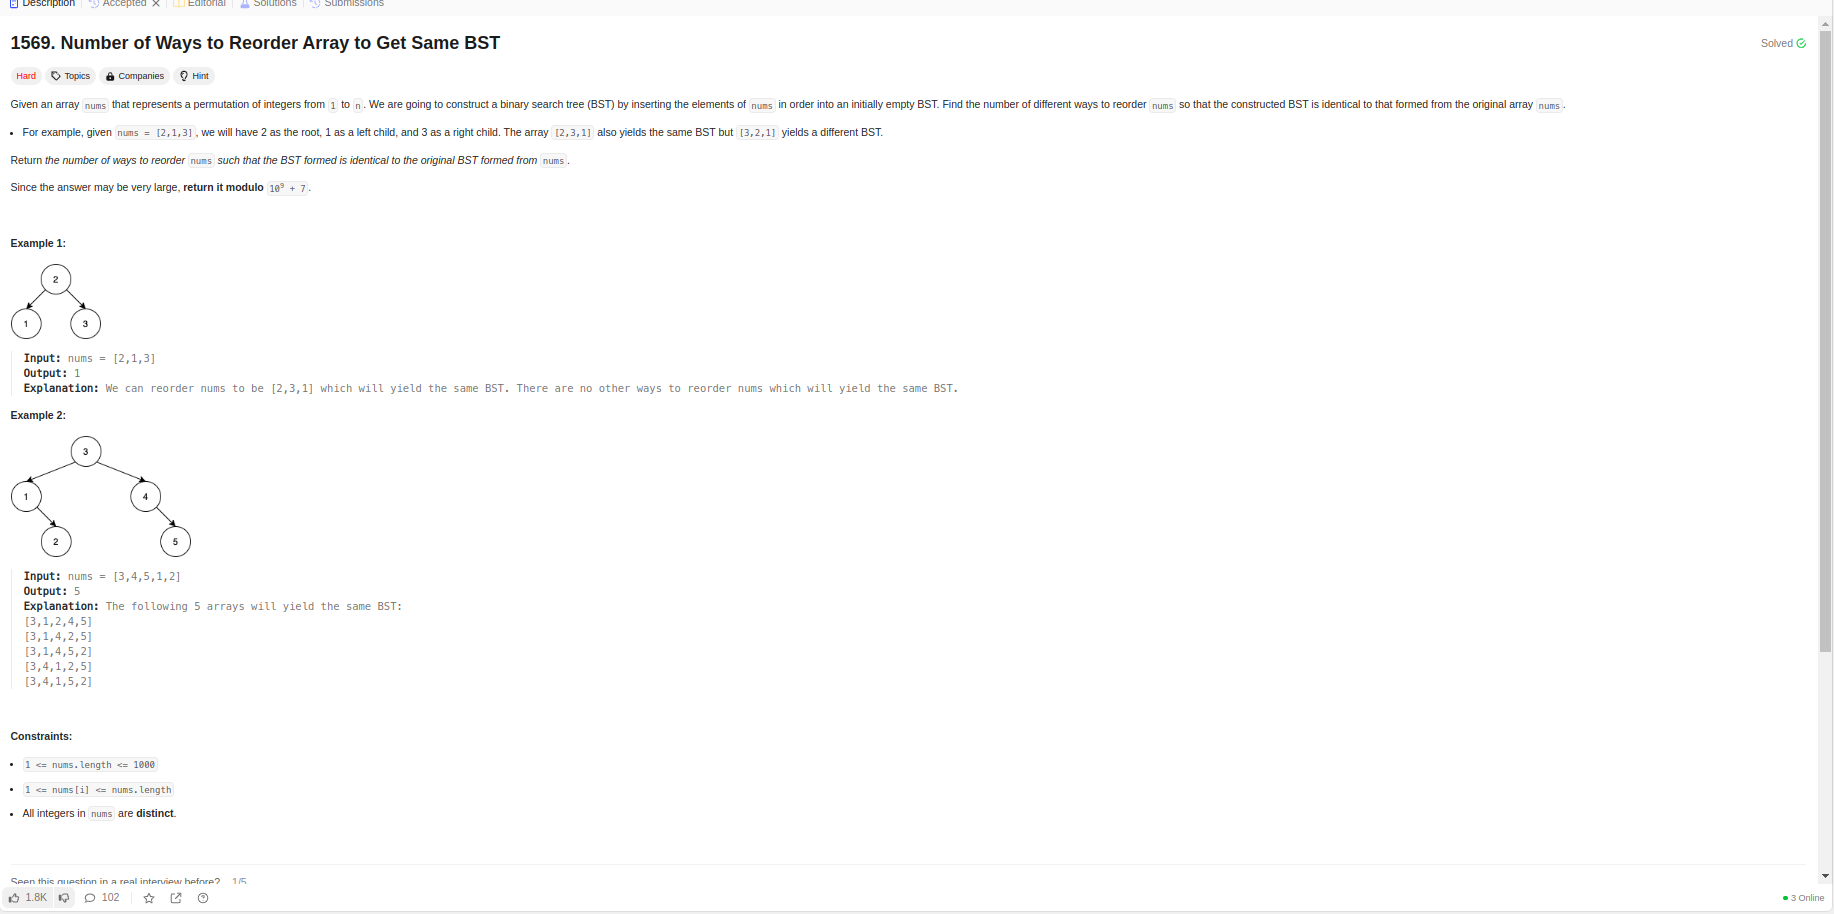 Description Accepted Editorial Solutions Submissions
1569. Number of Ways to Reorder Array to Get Same BST
Solved
Hard Topics Companies Hint
Given an array nums that represents a permutation of integers from 1 to n. We are going to construct a binary search tree (BST) by inserting the elements of nums in order into an initially empty BST. Find the number of different ways to reorder nums so that the constructed BST is identical to that formed from the original array nums.
• For example, given nums = [2,1,3], we will have 2 as the root, 1 as a left child, and 3 as a right child. The array [2,3,1] also yields the same BST but [3,2,1] yields a different BST.
Return the number of ways to reorder nums such that the BST formed is identical to the original BST formed from nums.
Since the answer may be very large, return it modulo 10⁹ + 7.
Example 1:
2
1 3
Input: nums = [2,1,3]
Output: 1
Explanation: We can reorder nums to be [2,3,1] which will yield the same BST. There are no other ways to reorder nums which will yield the same BST.
Example 2:
3
1 4
2 5
Input: nums = [3,4,5,1,2]
Output: 5
Explanation: The following 5 arrays will yield the same BST:
[3,1,2,4,5]
[3,1,4,2,5]
[3,1,4,5,2]
[3,4,1,2,5]
[3,4,1,5,2]
Constraints:
• 1 <= nums.length <= 1000
• 1 <= nums[i] <= nums.length
• All integers in nums are distinct.
Seen this question in a real interview before? 1/5
1.8K 102
3 Online